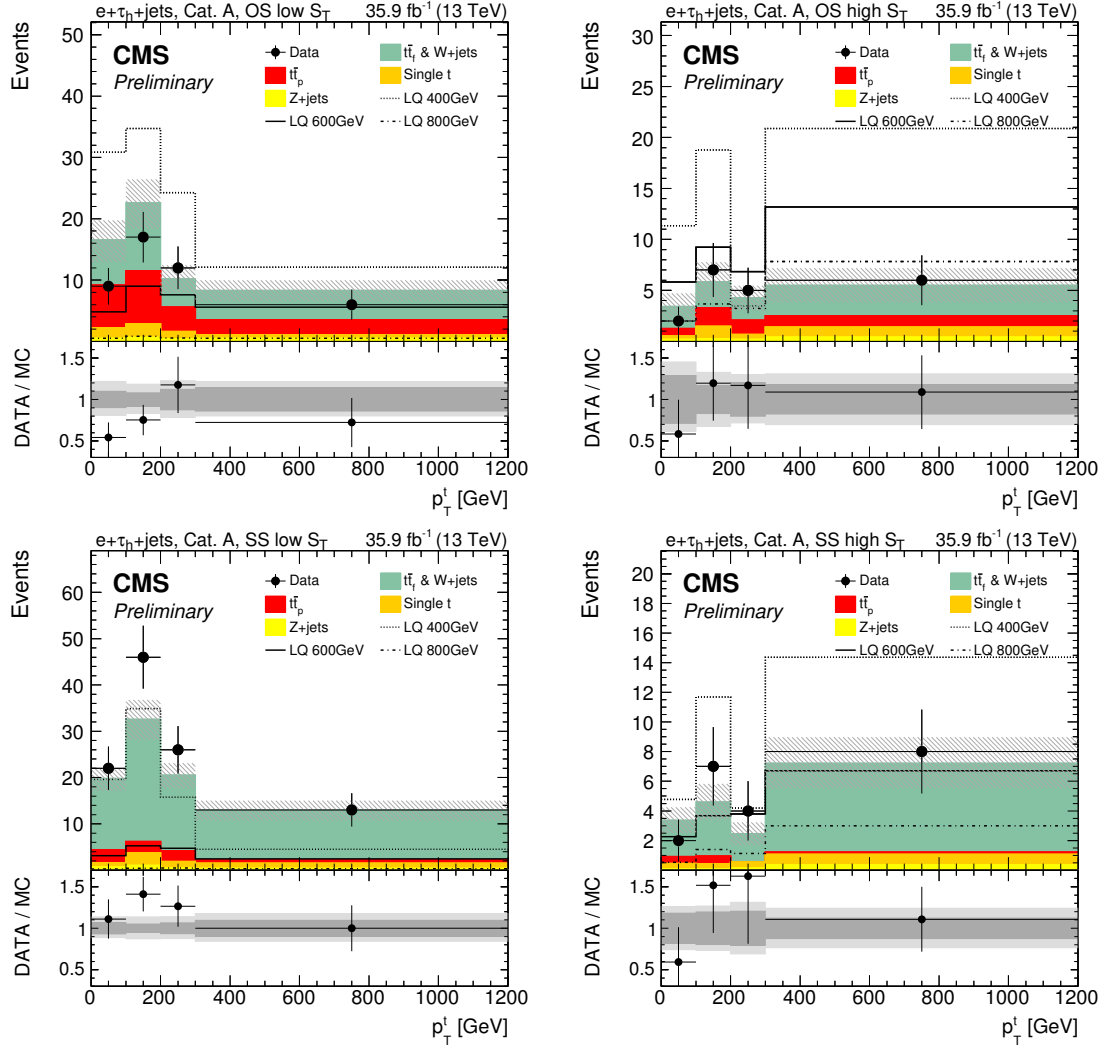 e+τh+jets, Cat. A, OS low ST 35.9 fb-1 (13 TeV)
CMS
Preliminary
Data
tt̄p
Z+jets
LQ 600GeV
tt̄f & W+jets
Single t
LQ 400GeV
LQ 800GeV
Events
50
40
30
20
10
DATA / MC
1.5
1
0.5
0 200 400 600 800 1000 1200
pTt [GeV]
e+τh+jets, Cat. A, OS high ST 35.9 fb-1 (13 TeV)
CMS
Preliminary
Data
tt̄p
Z+jets
LQ 600GeV
tt̄f & W+jets
Single t
LQ 400GeV
LQ 800GeV
Events
30
25
20
15
10
5
DATA / MC
1.5
1
0.5
0 200 400 600 800 1000 1200
pTt [GeV]
e+τh+jets, Cat. A, SS low ST 35.9 fb-1 (13 TeV)
CMS
Preliminary
Data
tt̄p
Z+jets
LQ 600GeV
tt̄f & W+jets
Single t
LQ 400GeV
LQ 800GeV
Events
60
50
40
30
20
10
DATA / MC
1.5
1
0.5
0 200 400 600 800 1000 1200
pTt [GeV]
e+τh+jets, Cat. A, SS high ST 35.9 fb-1 (13 TeV)
CMS
Preliminary
Data
tt̄p
Z+jets
LQ 600GeV
tt̄f & W+jets
Single t
LQ 400GeV
LQ 800GeV
Events
20
18
16
14
12
10
8
6
4
2
DATA / MC
1.5
1
0.5
0 200 400 600 800 1000 1200
pTt [GeV]